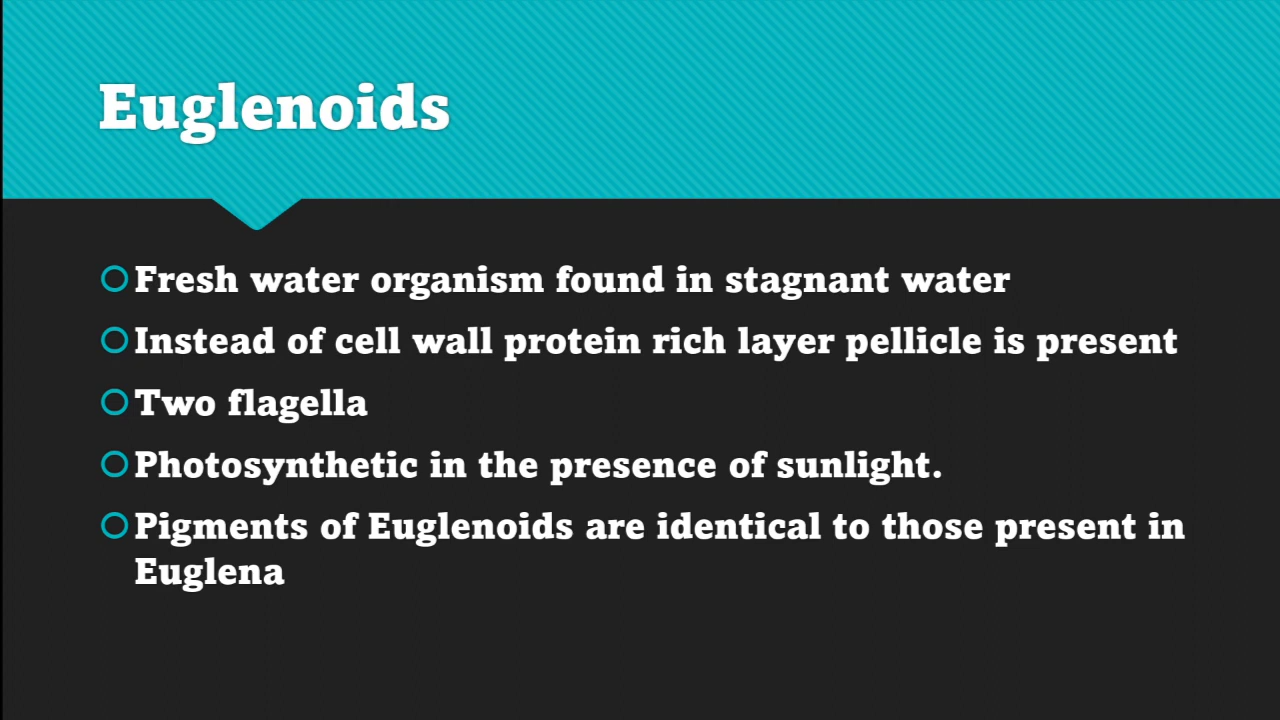 Euglenoids
Fresh water organism found in stagnant water
Instead of cell wall protein rich layer pellicle is present
Two flagella
Photosynthetic in the presence of sunlight.
Pigments of Euglenoids are identical to those present in
Euglena